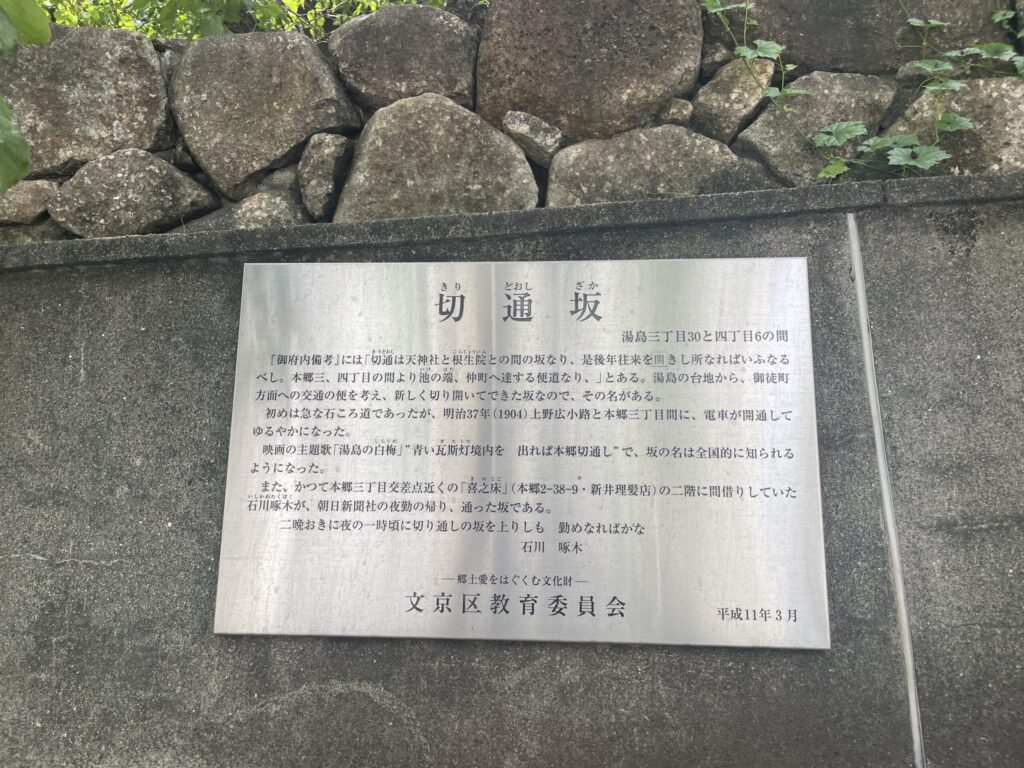 きり どおし ざか
切通坂
湯島三丁目30と四丁目6の間
『御府内備考』には「切通は天神社と根生院との間の坂なり、是後年往来を開きし所なればいふなる
べし。本郷三、四丁目の間より池の端、仲町へ達する便道なり、」とある。湯島の台地から、御徒町
方面への交通の便を考え、新しく切り開いてできた坂なので、その名がある。
初めは急な石ころ道であったが、明治37年(1904)上野広小路と本郷三丁目間に、電車が開通して
ゆるやかになった。
映画の主題歌「湯島の白梅」"青い瓦斯灯境内を　出れば本郷切通し"で、坂の名は全国的に知られる
ようになった。
また、かつて本郷三丁目交差点近くの「喜之床」(本郷2-38-9・新井理髪店)の二階に間借りしていた
石川啄木が、朝日新聞社の夜勤の帰り、通った坂である。
二晩おきに夜の一時頃に切り通しの坂を上りしも　勤めなればかな
石川　啄木
―郷土愛をはぐくむ文化財―
文京区教育委員会
平成11年3月